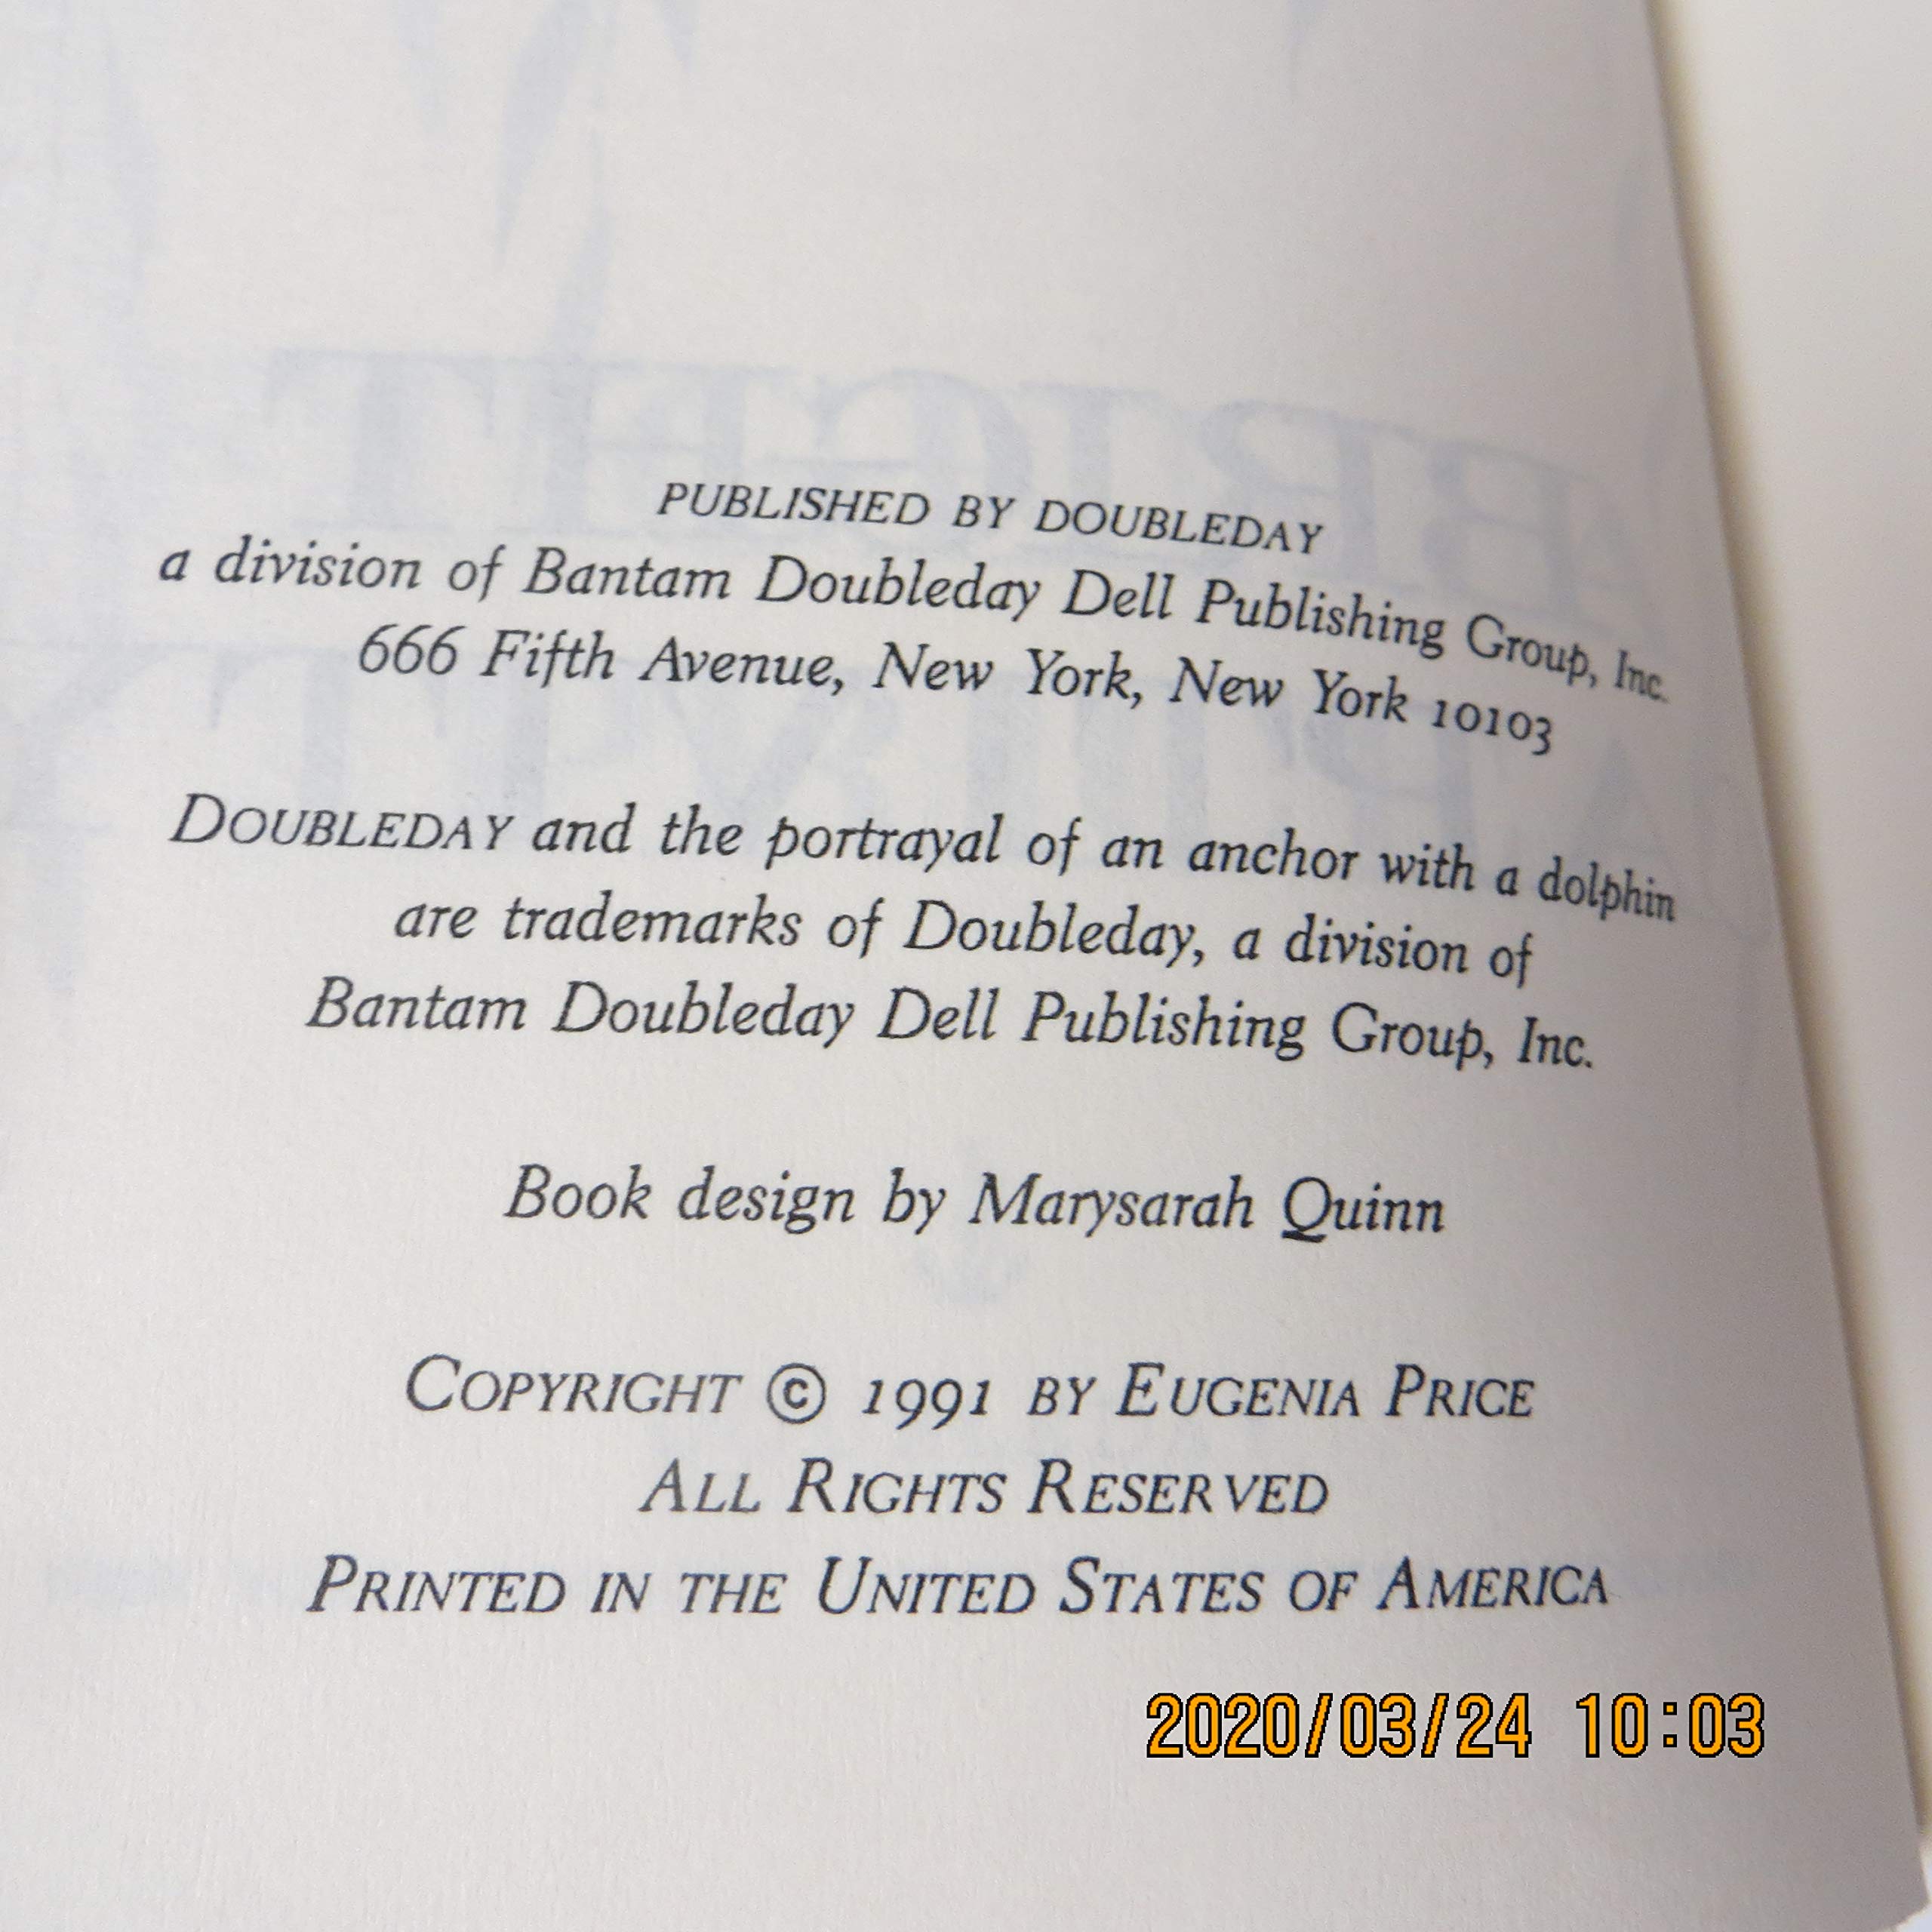 PUBLISHED BY DOUBLEDAY
a division of Bantam Doubleday Dell Publishing Group, Inc.
666 Fifth Avenue, New York, New York 10103
DOUBLEDAY and the portrayal of an anchor with a dolphin
are trademarks of Doubleday, a division of
Bantam Doubleday Dell Publishing Group, Inc.
Book design by Marysarah Quinn
COPYRIGHT © 1991 BY EUGENIA PRICE
ALL RIGHTS RESERVED
PRINTED IN THE UNITED STATES OF AMERICA
2020/03/24 10:03